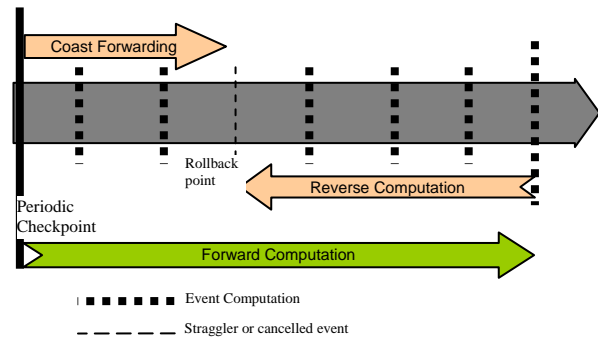 Coast Forwarding
Rollback
point
Reverse Computation
Periodic
Checkpoint
Forward Computation
Event Computation
Straggler or cancelled event